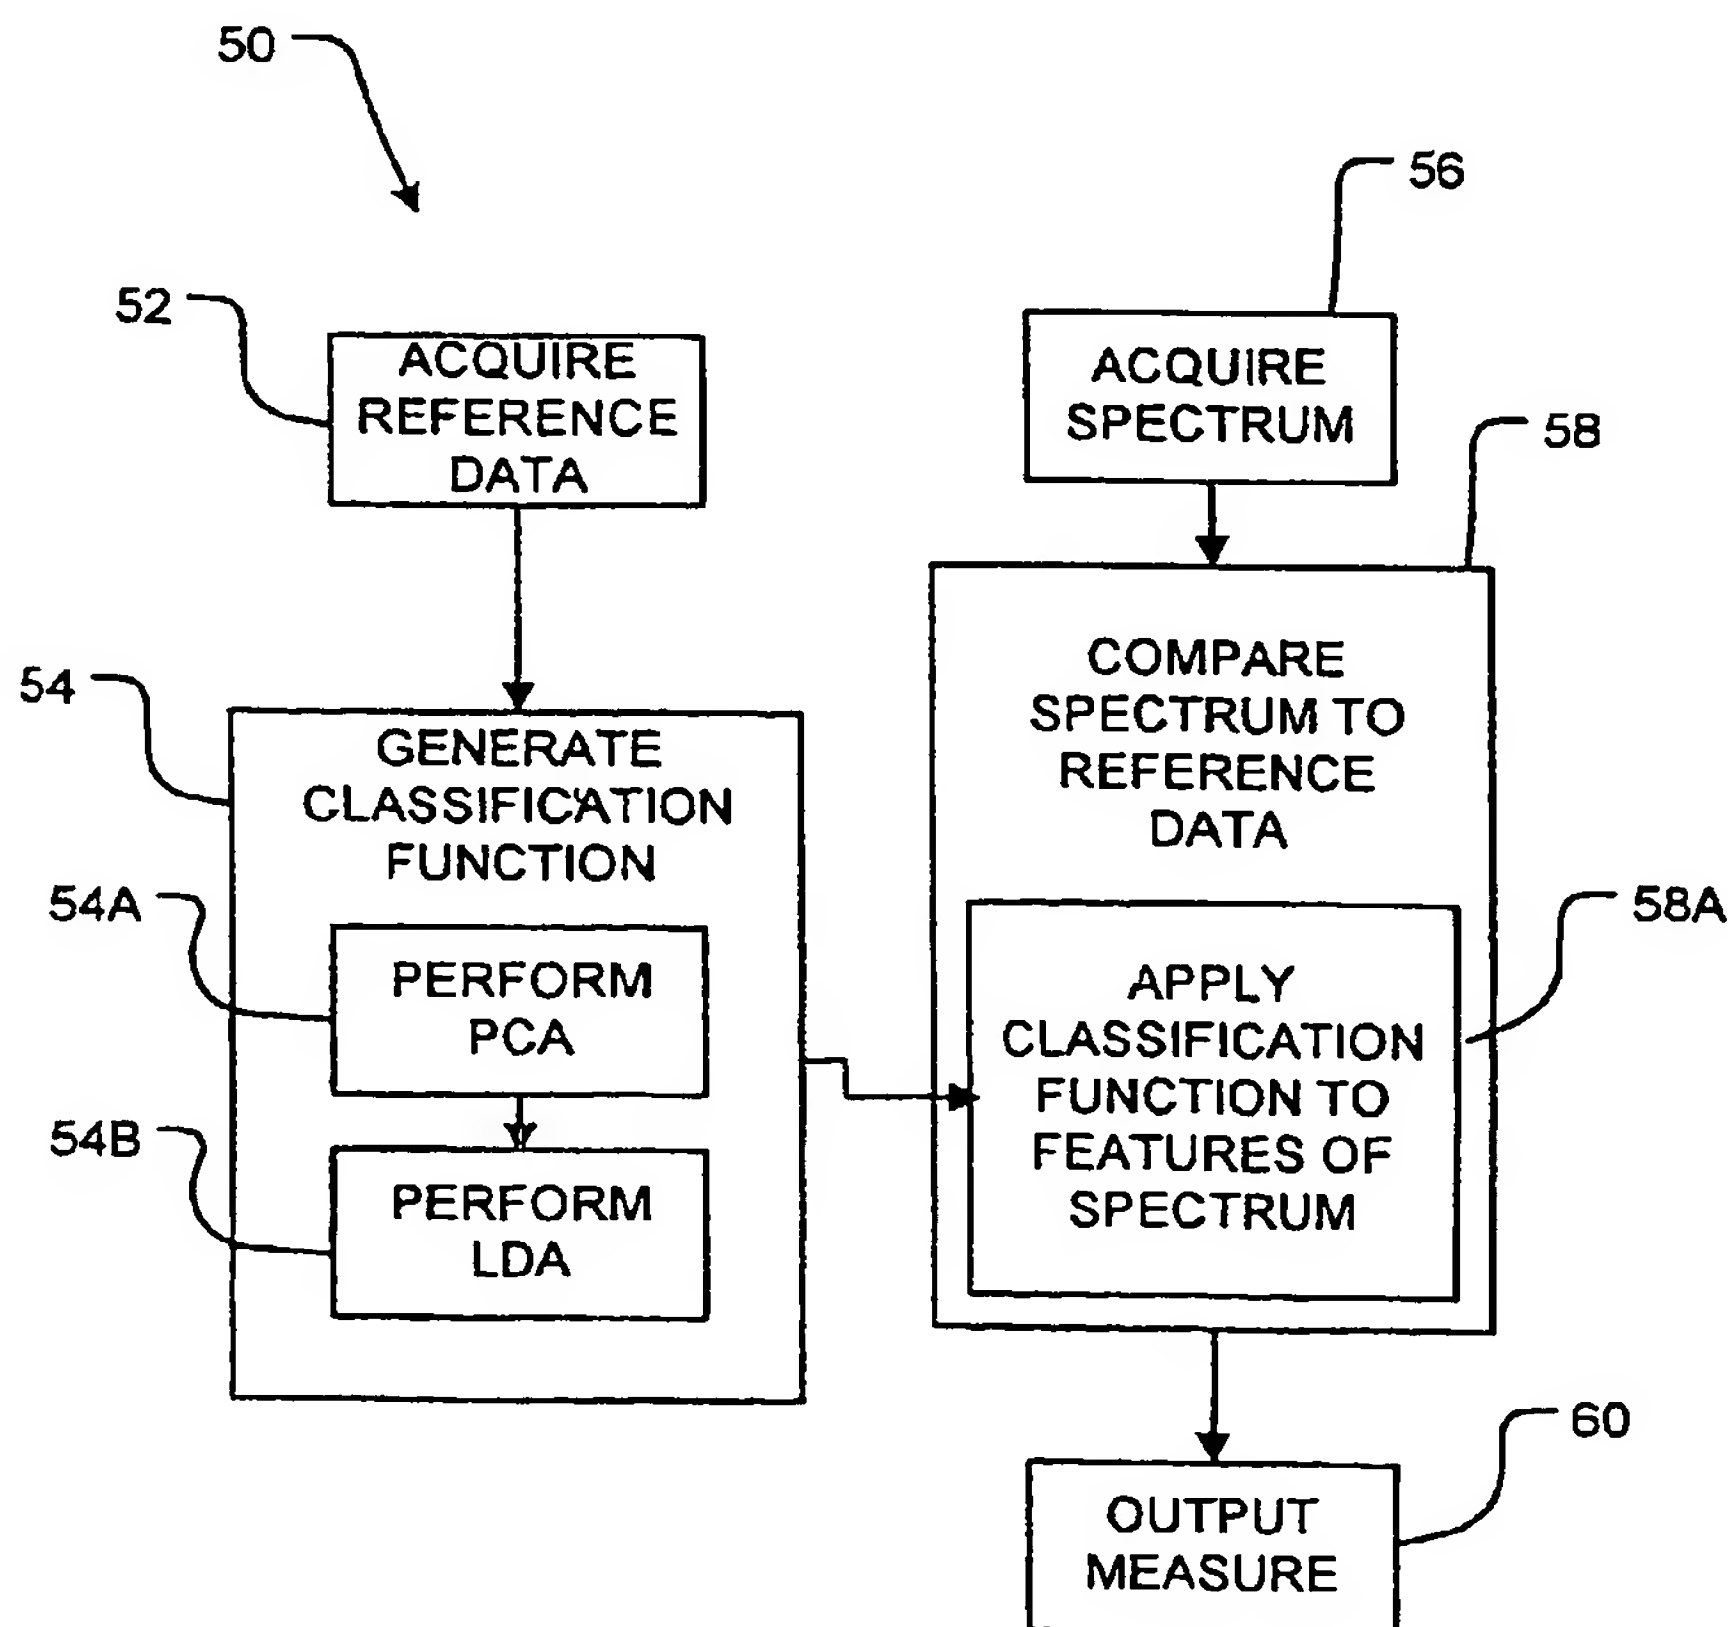 50
56
52
ACQUIRE
REFERENCE
DATA
ACQUIRE
SPECTRUM
58
54
GENERATE
CLASSIFICATION
FUNCTION
COMPARE
SPECTRUM TO
REFERENCE
DATA
54A
PERFORM
PCA
58A
APPLY
CLASSIFICATION
FUNCTION TO
FEATURES OF
SPECTRUM
54B
PERFORM
LDA
60
OUTPUT
MEASURE